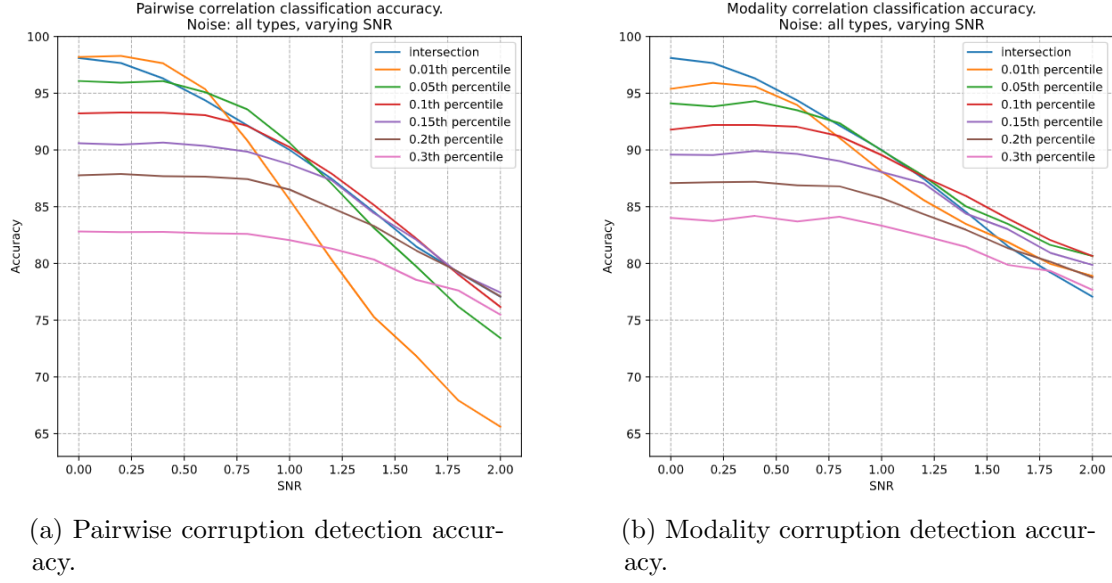 Pairwise correlation classification accuracy.
Noise: all types, varying SNR
100
95
90
85
80
75
70
65
Accuracy
intersection
0.01th percentile
0.05th percentile
0.1th percentile
0.15th percentile
0.2th percentile
0.3th percentile
0.00 0.25 0.50 0.75 1.00 1.25 1.50 1.75 2.00
SNR
(a) Pairwise corruption detection accur-
acy.
Modality correlation classification accuracy.
Noise: all types, varying SNR
100
95
90
85
80
75
70
65
Accuracy
intersection
0.01th percentile
0.05th percentile
0.1th percentile
0.15th percentile
0.2th percentile
0.3th percentile
0.00 0.25 0.50 0.75 1.00 1.25 1.50 1.75 2.00
SNR
(b) Modality corruption detection accur-
acy.